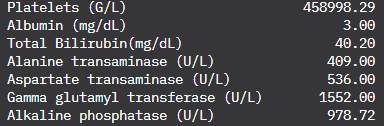 Platelets (G/L) 458998.29
Albumin (mg/dL) 3.00
Total Bilirubin(mg/dL) 40.20
Alanine transaminase (U/L) 409.00
Aspartate transaminase (U/L) 536.00
Gamma glutamyl transferase (U/L) 1552.00
Alkaline phosphatase (U/L) 978.72